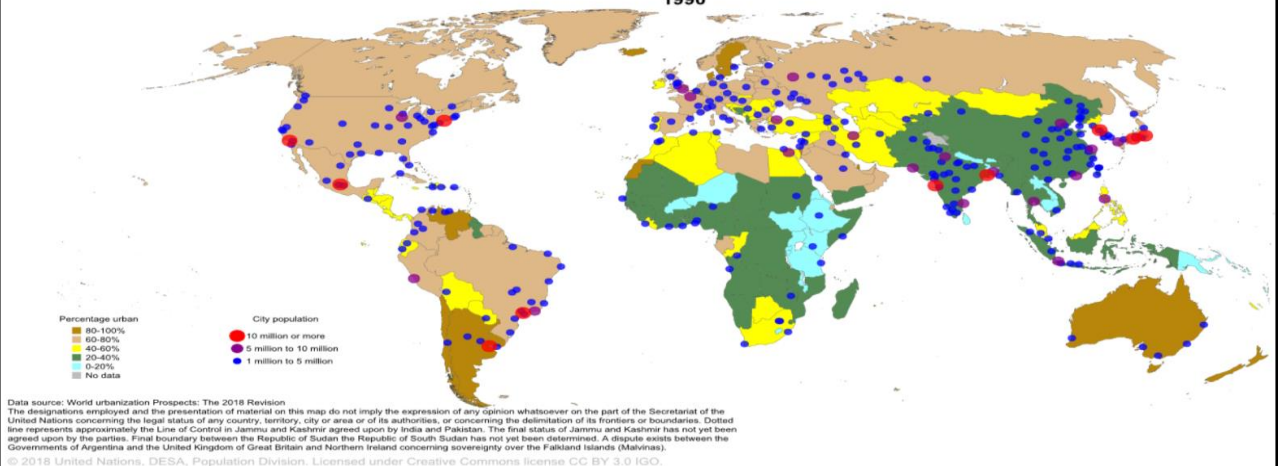 1990
Percentage urban
80-100%
60-80%
40-60%
20-40%
0-20%
No data
City population
10 million or more
5 million to 10 million
1 million to 5 million
Data source: World urbanization Prospects: The 2018 Revision
The designations employed and the presentation of material on this map do not imply the expression of any opinion whatsoever on the part of the Secretariat of the
United Nations concerning the legal status of any country, territory, city or area or of its authorities, or concerning the delimitation of its frontiers or boundaries. Dotted
line represents approximately the Line of Control in Jammu and Kashmir agreed upon by India and Pakistan. The final status of Jammu and Kashmir has not yet been
agreed upon by the parties. Final boundary between the Republic of Sudan the Republic of South Sudan has not yet been determined. A dispute exists between the
Governments of Argentina and the United Kingdom of Great Britain and Northern Ireland concerning sovereignty over the Falkland Islands (Malvinas).
© 2018 United Nations, DESA, Population Division. Licensed under Creative Commons license CC BY 3.0 IGO.